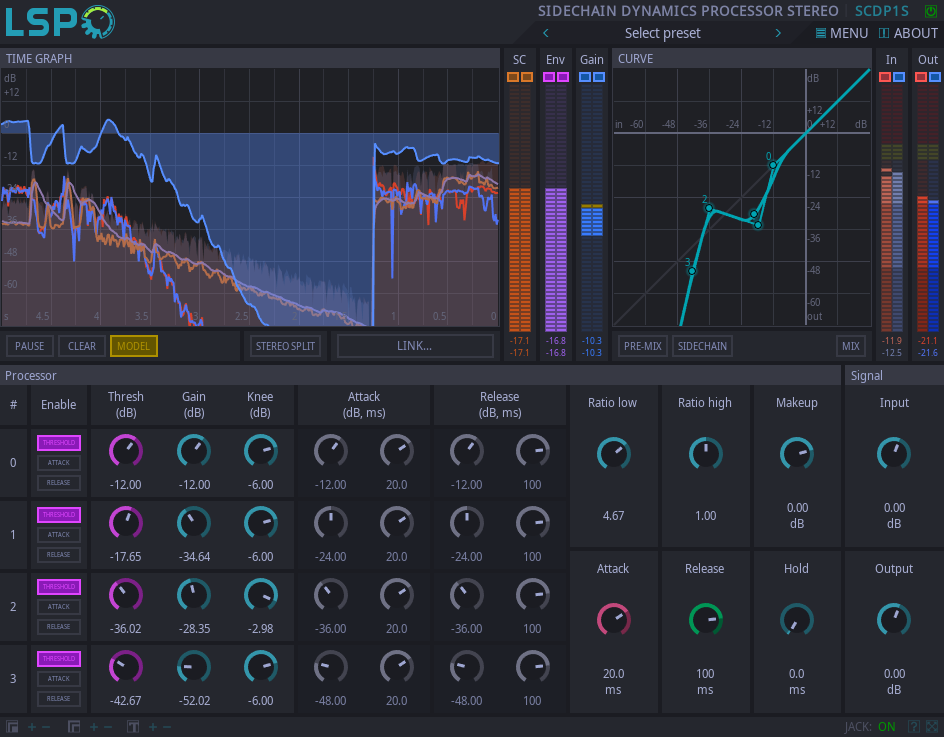 LSP
SIDECHAIN DYNAMICS PROCESSOR STEREO SCDP1S
Select preset
MENU ABOUT
TIME GRAPH
SC Env Gain
CURVE
In Out
dB
+12
0
-12
-48
-60
s 4.5 4 3.5 3 2.5 1 0.5 0
dB
+12
in -60 -48 -36 -24 -12 +12 dB
-12
-24
-36
-48
-60
out
0
2
3
-17.1 -16.8 -10.3
-17.1 -16.8 -10.3
-11.9 -21.1
-12.5 -21.6
PAUSE CLEAR MODEL STEREO SPLIT LINK...
PRE-MIX SIDECHAIN MIX
Processor
Signal
# Enable Thresh (dB) Gain (dB) Knee (dB) Attack (dB, ms) Release (dB, ms)
Ratio low Ratio high Makeup Input
0 THRESHOLD ATTACK RELEASE
-12.00 -12.00 -6.00 -12.00 20.0 -12.00 100
4.67 1.00 0.00 dB 0.00 dB
1 THRESHOLD ATTACK RELEASE
-17.65 -34.64 -6.00 -24.00 20.0 -24.00 100
Attack Release Hold Output
2 THRESHOLD ATTACK RELEASE
-36.02 -28.35 -2.98 -36.00 20.0 -36.00 100
3 THRESHOLD ATTACK RELEASE
-42.67 -52.02 -6.00 -48.00 20.0 -48.00 100
20.0 ms 100 ms 0.0 ms 0.00 dB
JACK: ON